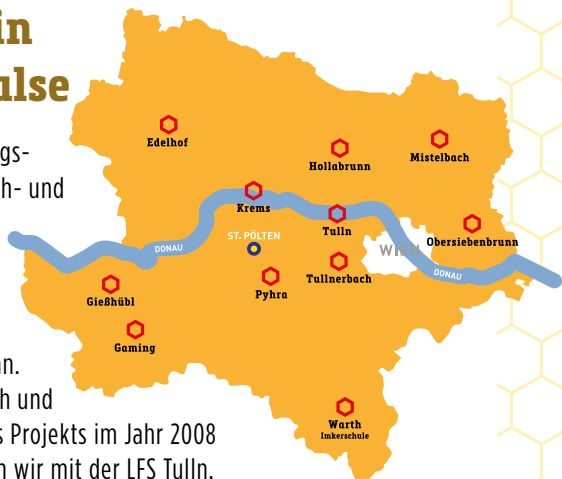 in
ulse
gs-
h- und
Edelhof
Hollabrunn
Mistelbach
Krems
Tulln
ST. PÖLTEN
DONAU
WIEN
Obersiebenbrunn
DONAU
Tullnerbach
Pyhra
Gießhübl
Gaming
n.
h und
s Projekts im Jahr 2008
n wir mit der LFS Tulln.
Warth
Imkerschule